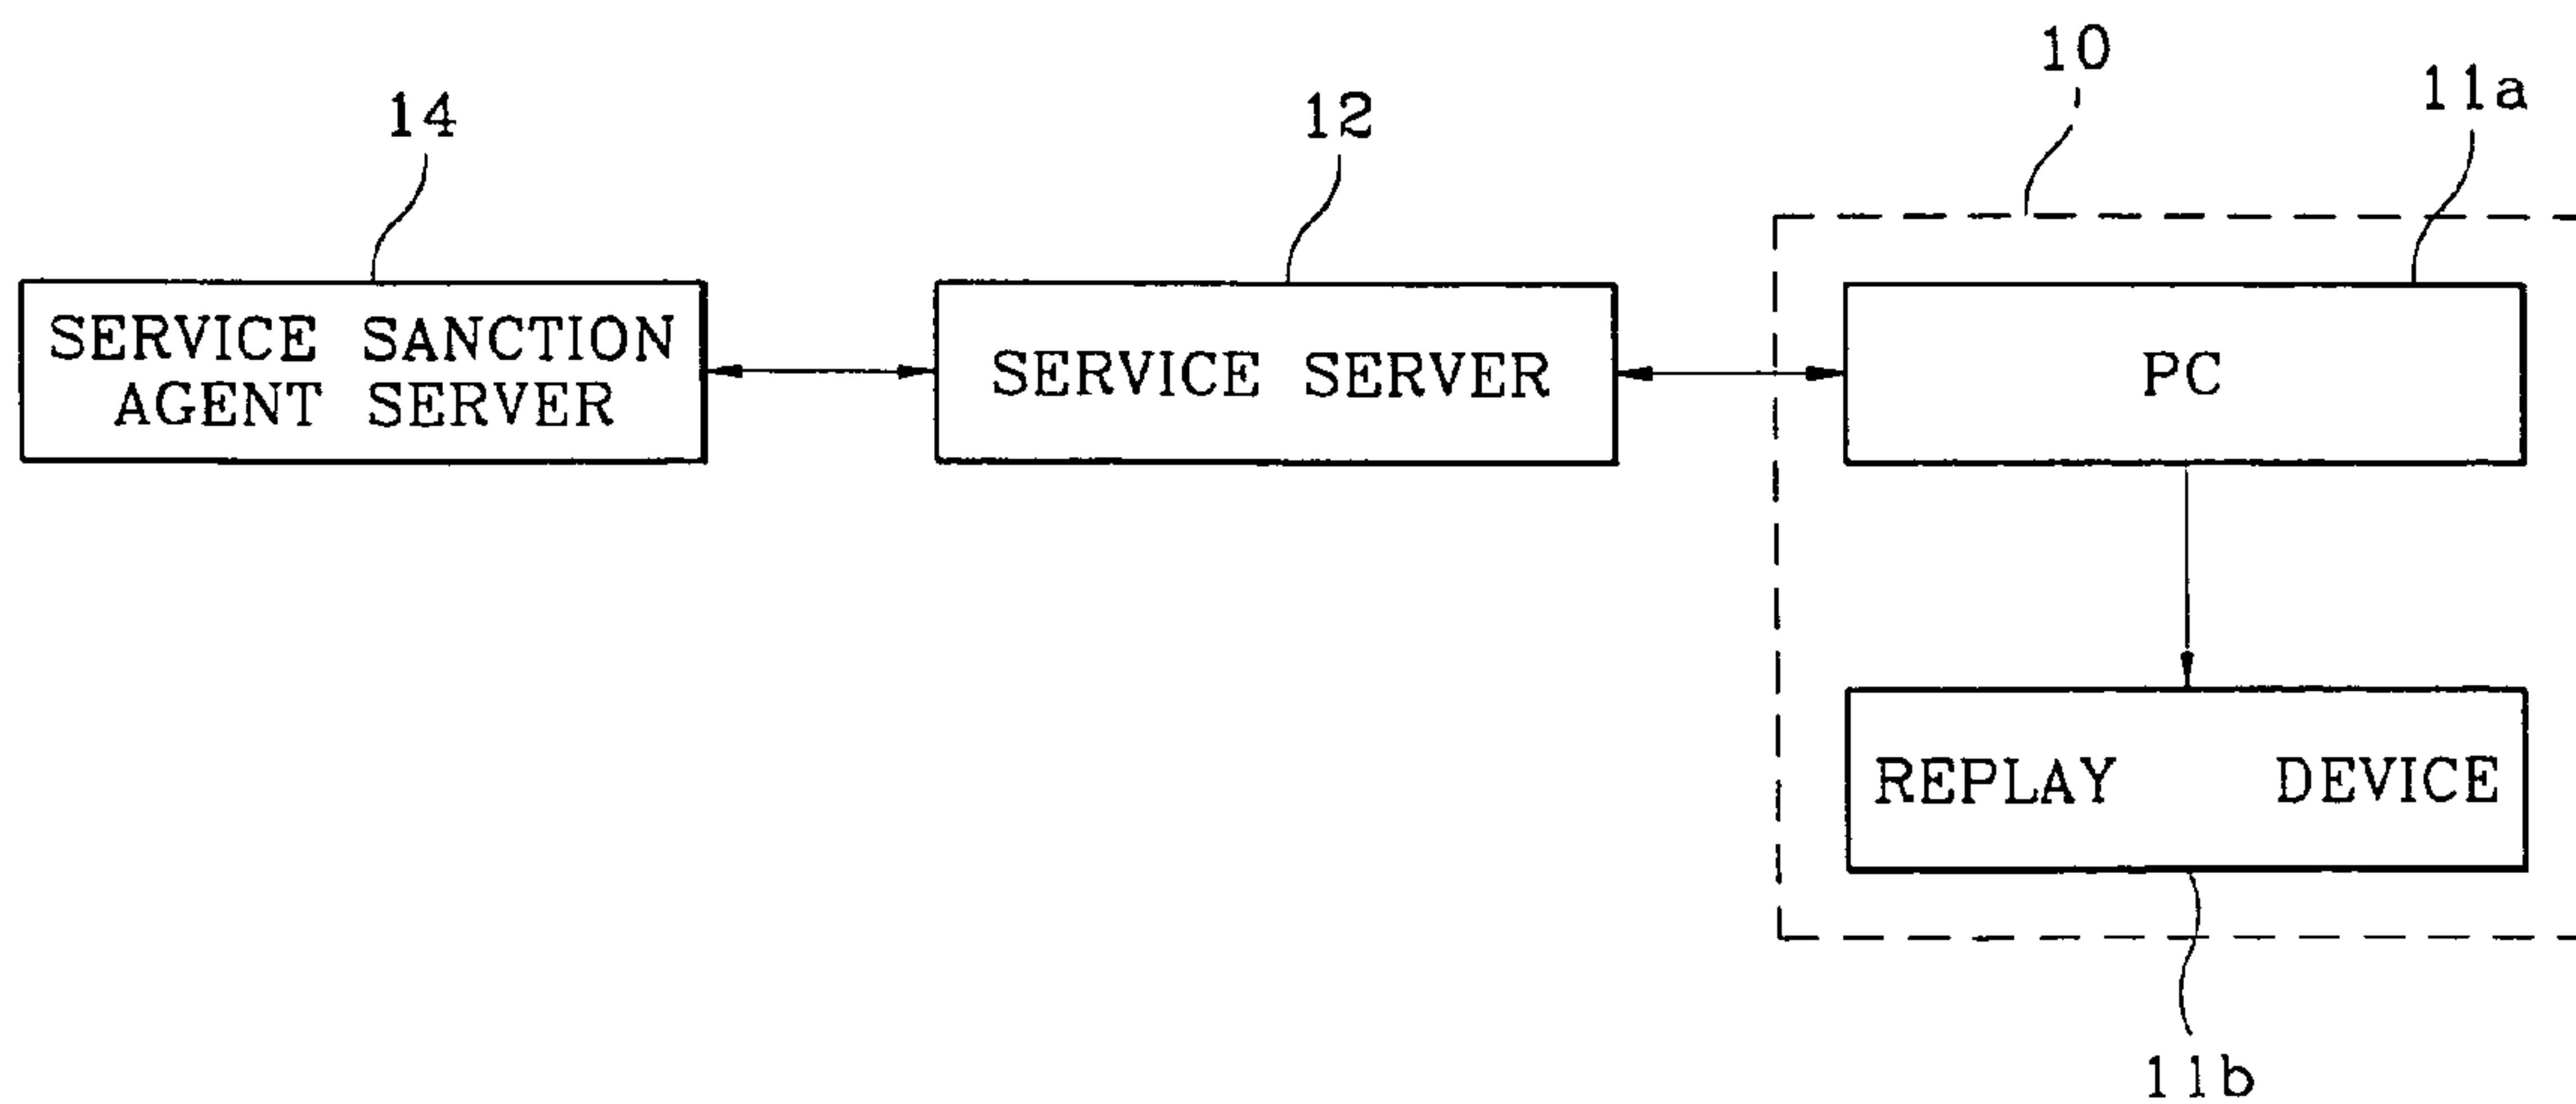 10
11a
14
12
SERVICE SANCTION
AGENT SERVER
SERVICE SERVER
PC
REPLAY DEVICE
11b